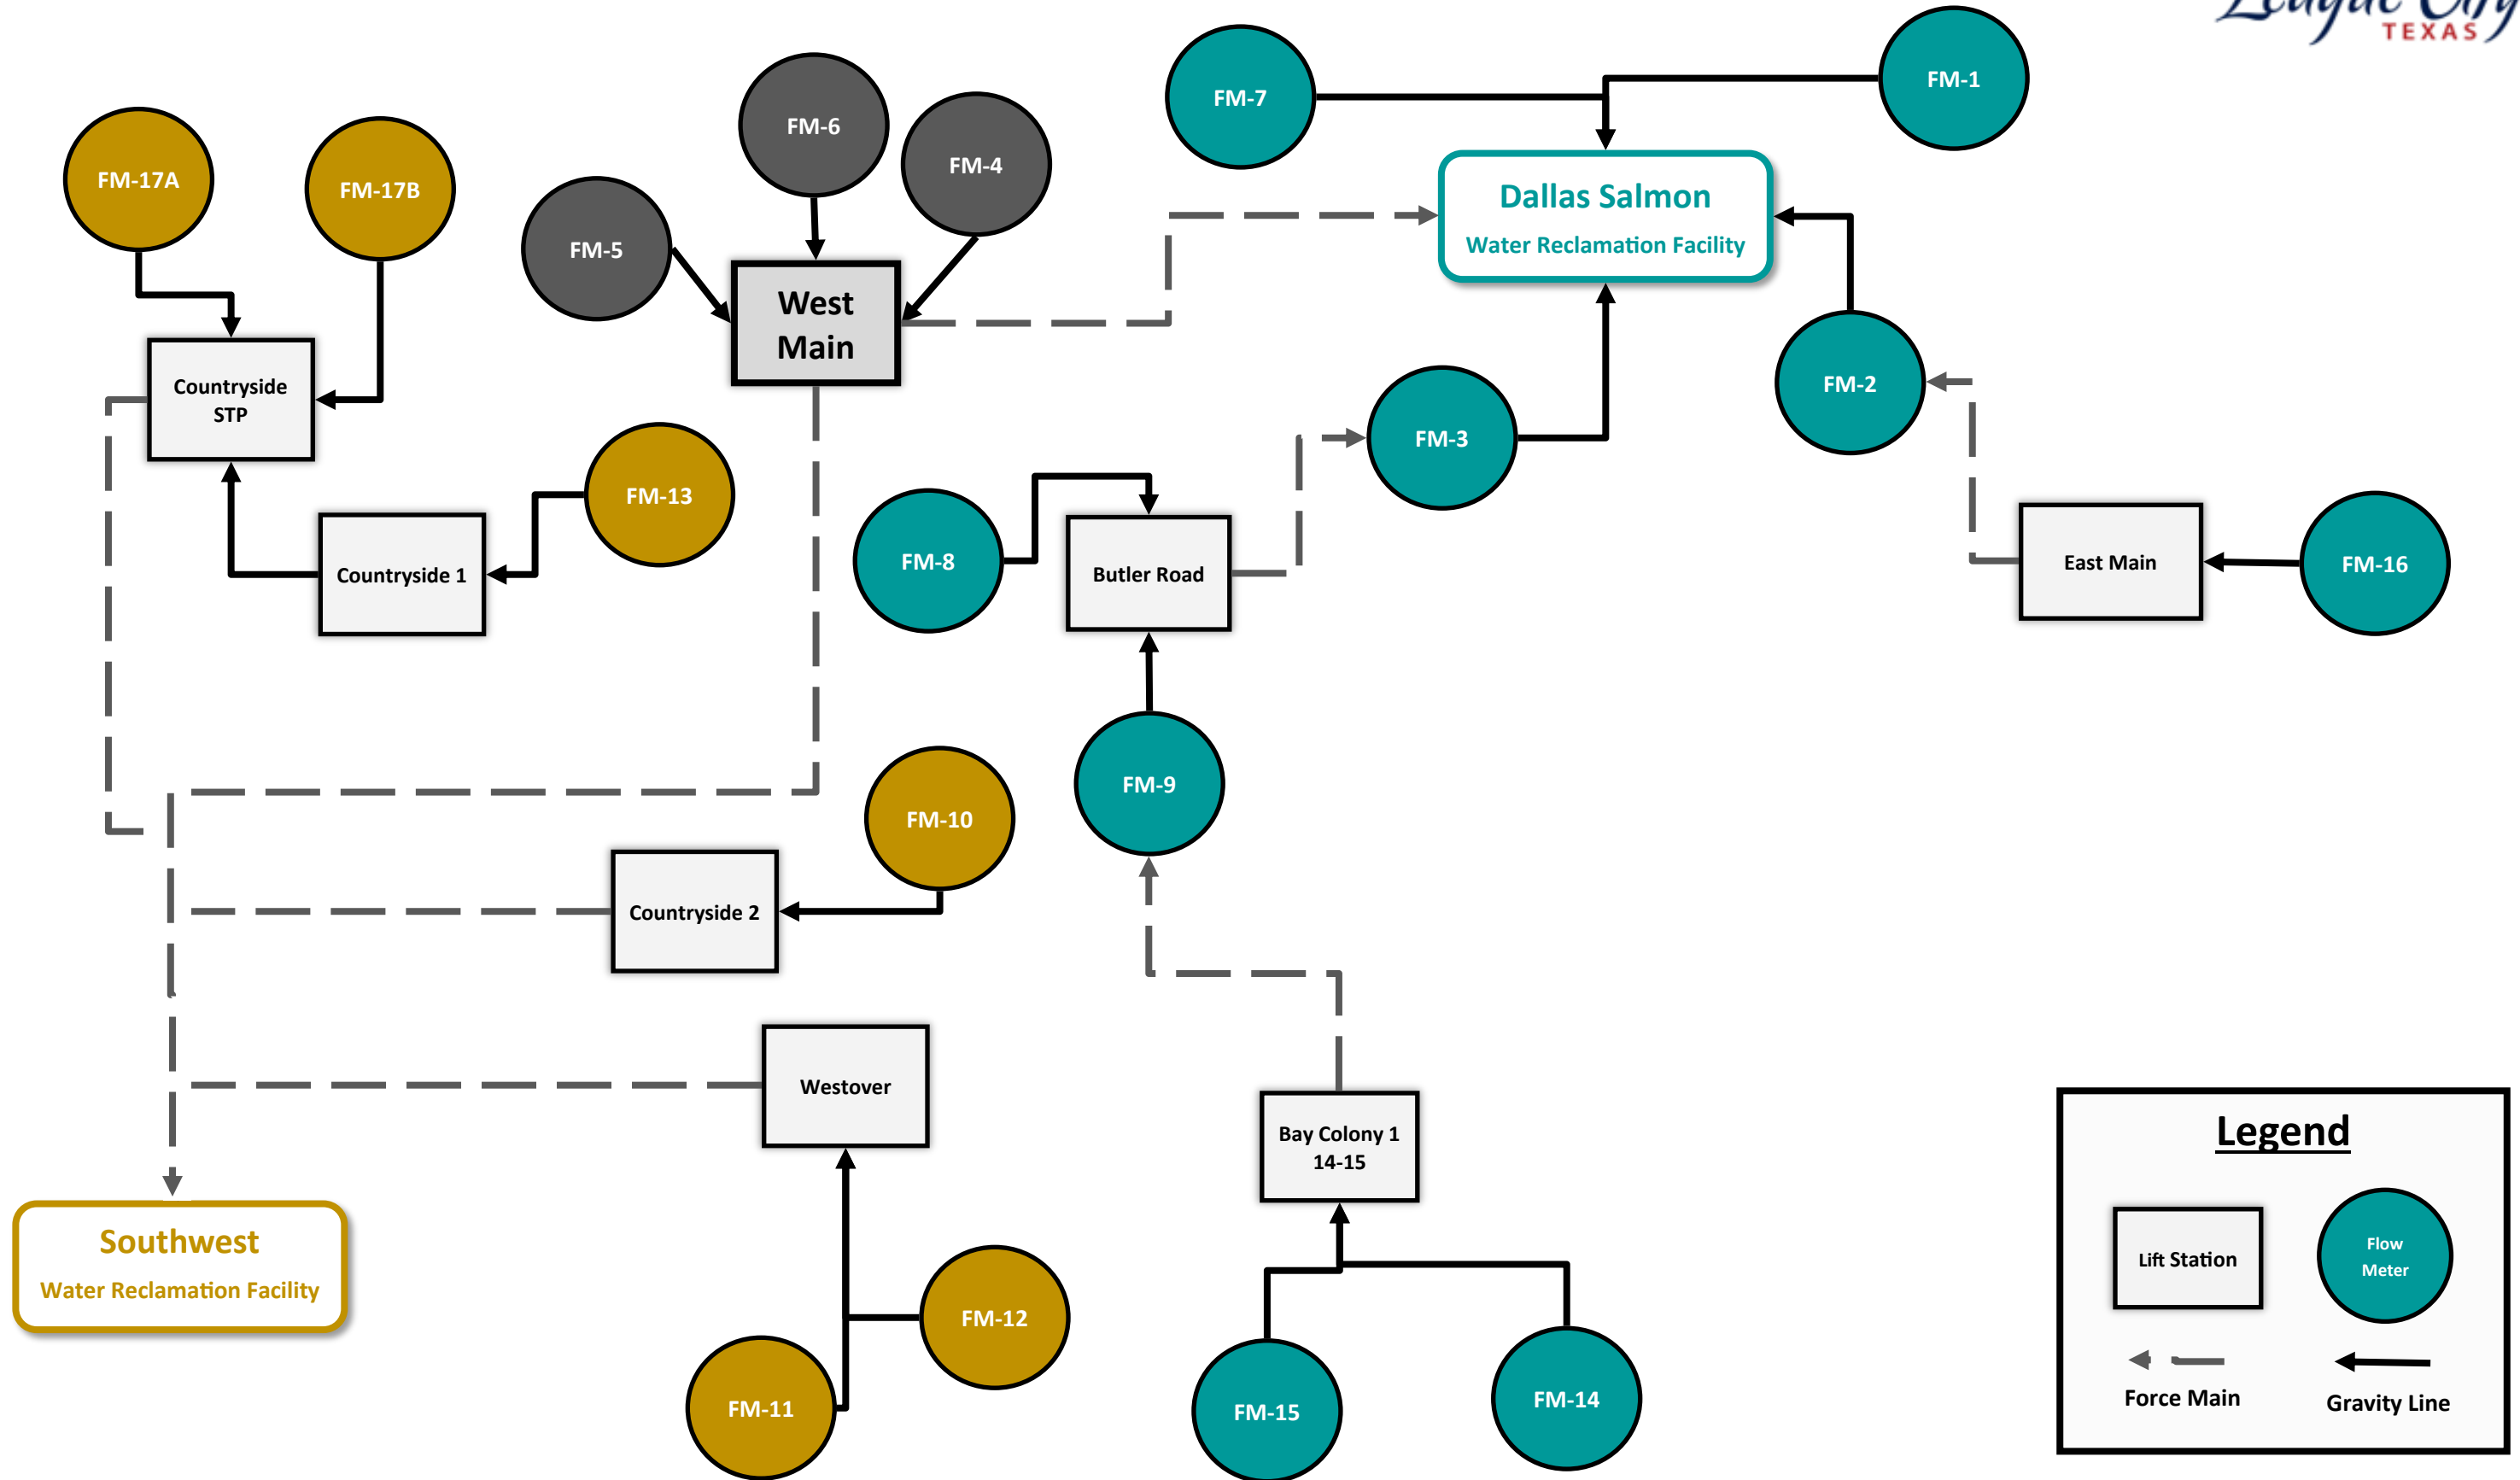 League City
TEXAS
FM-7
FM-1
FM-6
FM-4
FM-17A
FM-17B
FM-5
Dallas Salmon
Water Reclamation Facility
West
Main
Countryside
STP
FM-2
FM-3
FM-13
FM-8
Butler Road
East Main
FM-16
Countryside 1
FM-9
FM-10
Countryside 2
Westover
Bay Colony 1
14-15
Southwest
Water Reclamation Facility
FM-12
FM-11
FM-15
FM-14
Legend
Lift Station
Flow
Meter
Force Main
Gravity Line